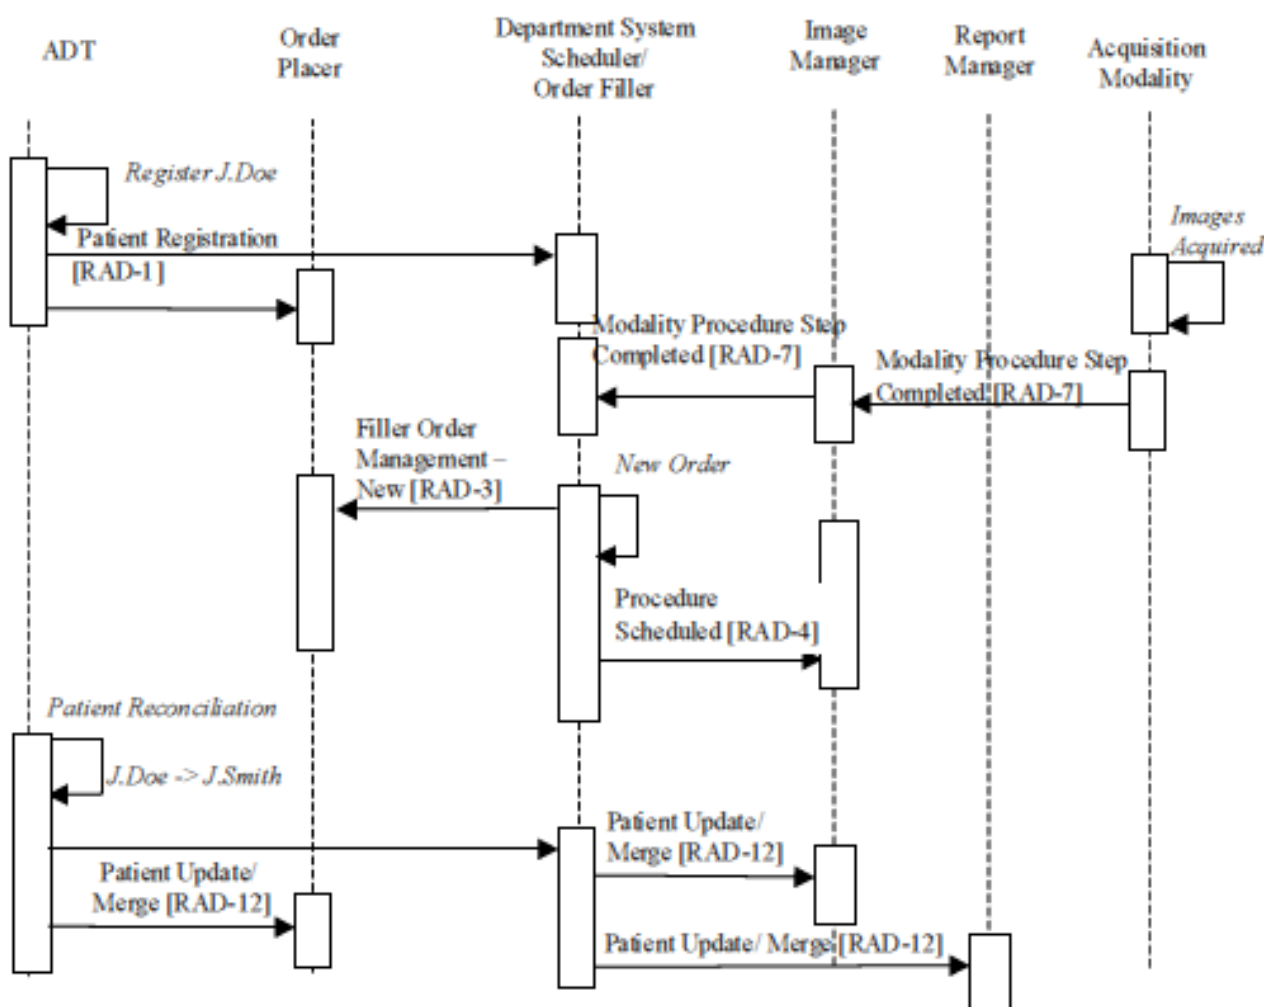 ADT
Order
Placer
Department System
Scheduler/
Order Filler
Image
Manager
Report
Manager
Acquisition
Modality
Register J.Doe
Patient Registration
[RAD-1]
Images
Acquired
Modality Procedure Step
Completed [RAD-7]
Modality Procedure Step
Completed [RAD-7]
Filler Order
Management –
New [RAD-3]
New Order
Procedure
Scheduled [RAD-4]
Patient Reconciliation
J.Doe -> J.Smith
Patient Update/
Merge [RAD-12]
Patient Update/
Merge [RAD-12]
Patient Update/ Merge [RAD-12]